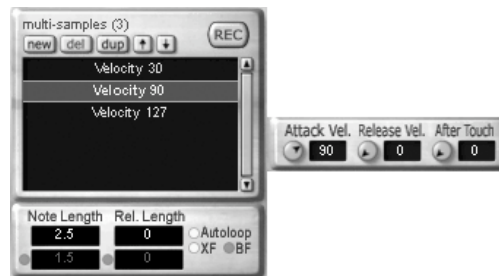 multi-samples (3)
new del dup
REC
Velocity 30
Velocity 90
Velocity 127
Attack Vel. Release Vel. After Touch
90 0 0
Note Length Rel. Length
2.5 0 Autoloop
1.5 0 XF BF